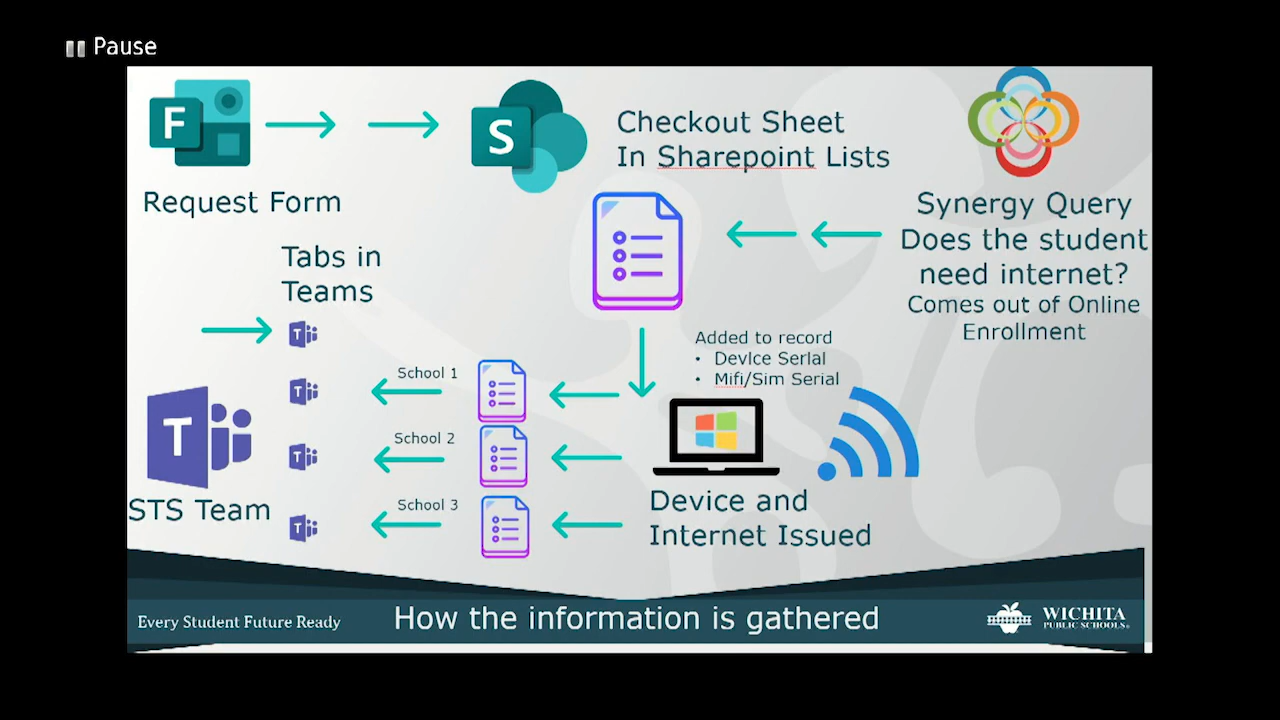 Pause
F
S
Checkout Sheet
In Sharepoint Lists
Request Form
Synergy Query
Does the student
need internet?
Comes out of Online
Enrollment
Tabs in
Teams
T
Added to record
• Device Serial
• Mifi/Sim Serial
School 1
T
School 2
T
T
School 3
T
STS Team
Device and
Internet Issued
Every Student Future Ready
How the information is gathered
WICHITA
PUBLIC SCHOOLS®